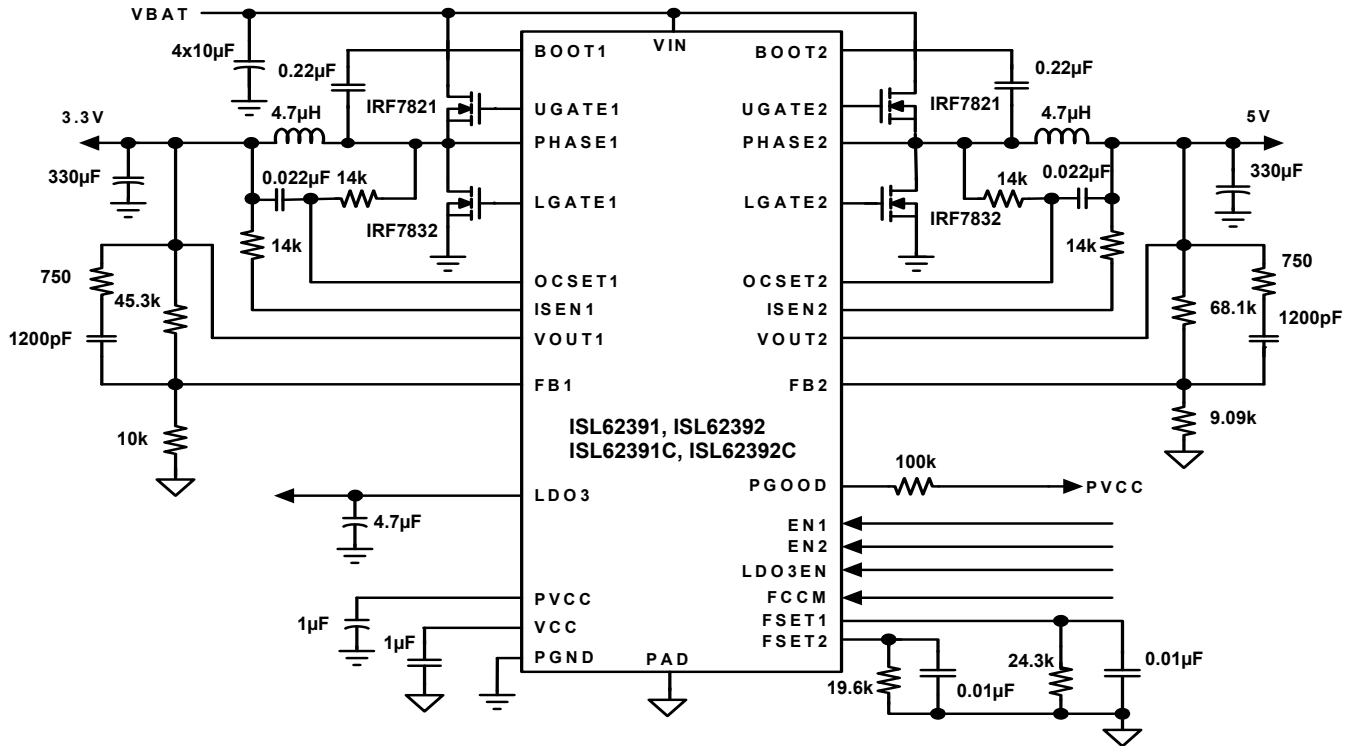 VBAT
4x10µF
0.22µF
IRF7821
4.7µH
3.3V
330µF
0.022µF
14k
IRF7832
14k
750
45.3k
1200pF
10k
4.7µF
1µF
1µF
VIN
BOOT1
UGATE1
PHASE1
LGATE1
OCSET1
ISEN1
VOUT1
FB1
ISL62391, ISL62392
ISL62391C, ISL62392C
LDO3
PVCC
VCC
PGND
PAD
BOOT2
UGATE2
PHASE2
LGATE2
OCSET2
ISEN2
VOUT2
FB2
PGOOD
EN1
EN2
LDO3EN
FCCM
FSET1
FSET2
0.22µF
IRF7821
4.7µH
5V
0.022µF
14k
330µF
IRF7832
14k
750
68.1k
1200pF
9.09k
100k
PVCC
19.6k
0.01µF
24.3k
0.01µF